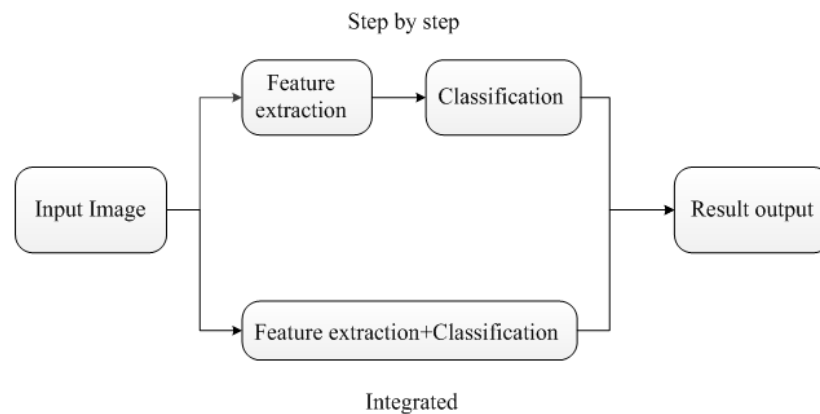 Step by step
Feature
extraction
Classification
Input Image
Result output
Feature extraction+Classification
Integrated